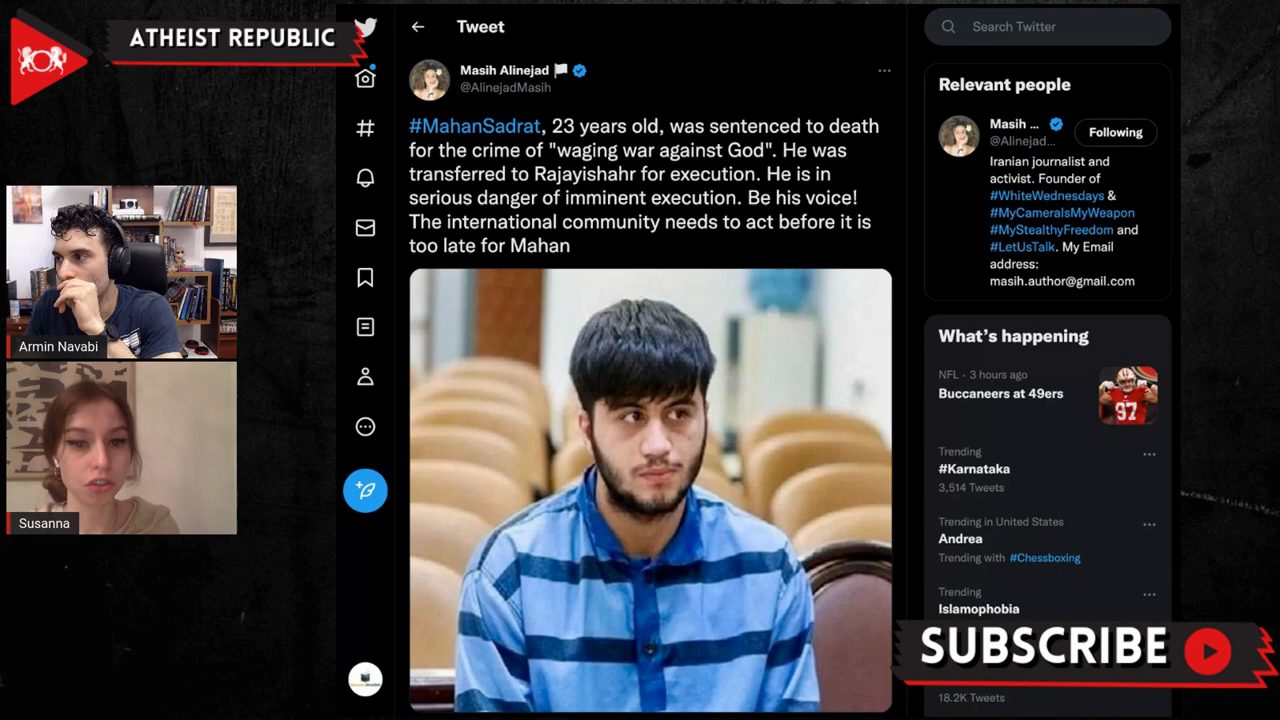 ATHEIST REPUBLIC
Armin Navabi
Susanna
Tweet
Masih Alinejad
@AlinejadMasih
#MahanSadrat, 23 years old, was sentenced to death
for the crime of "waging war against God". He was
transferred to Rajayishahr for execution. He is in
serious danger of imminent execution. Be his voice!
The international community needs to act before it is
too late for Mahan
Search Twitter
Relevant people
Masih ...
@Alinejad...
Following
Iranian journalist and
activist. Founder of
#WhiteWednesdays &
#MyCameraIsMyWeapon
#MyStealthyFreedom and
#LetUsTalk. My Email
address:
masih.author@gmail.com
What's happening
NFL · 3 hours ago
Buccaneers at 49ers
97
Trending
#Karnataka
3,514 Tweets
Trending in United States
Andrea
Trending with #Chessboxing
Trending
Islamophobia
SUBSCRIBE
18.2K Tweets